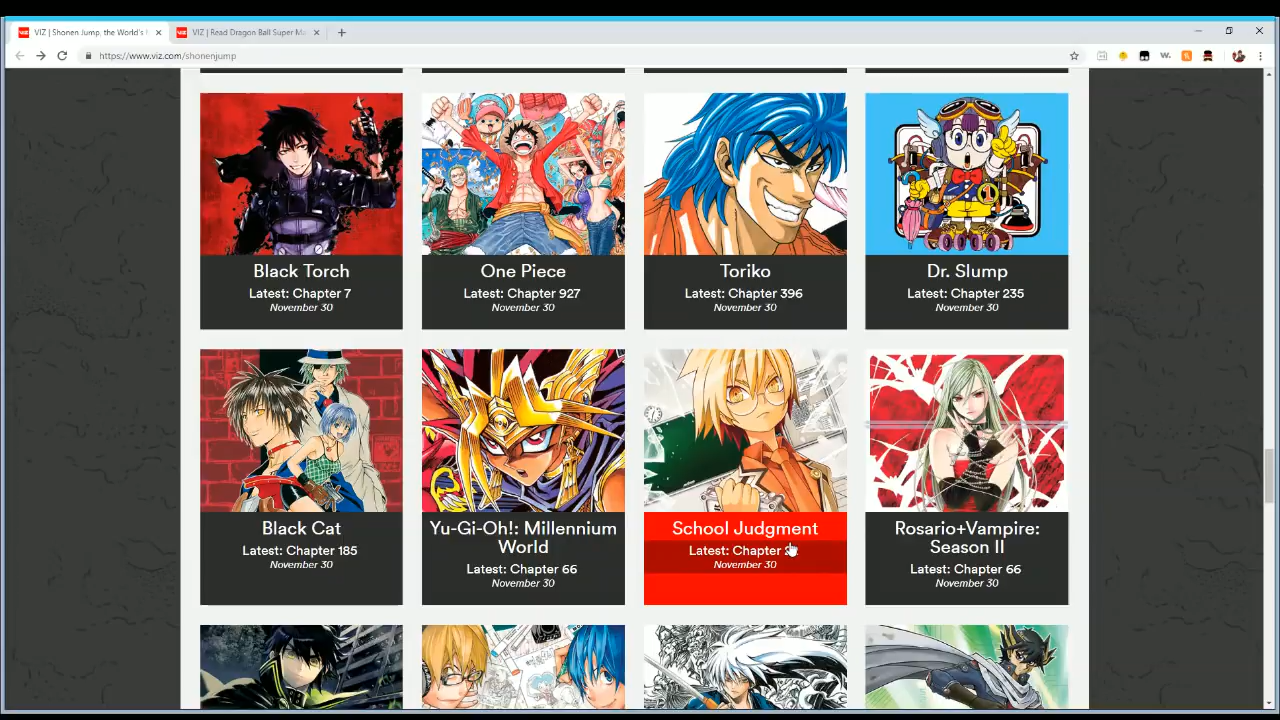 VIZ | Shonen Jump, the World's
VIZ | Read Dragon Ball Super Ma
https://www.viz.com/shonenjump
Black Torch
Latest: Chapter 7
November 30
One Piece
Latest: Chapter 927
November 30
Toriko
Latest: Chapter 396
November 30
Dr. Slump
Latest: Chapter 235
November 30
Black Cat
Latest: Chapter 185
November 30
Yu-Gi-Oh!: Millennium
World
Latest: Chapter 66
November 30
School Judgment
Latest: Chapter
November 30
Rosario+Vampire:
Season II
Latest: Chapter 66
November 30